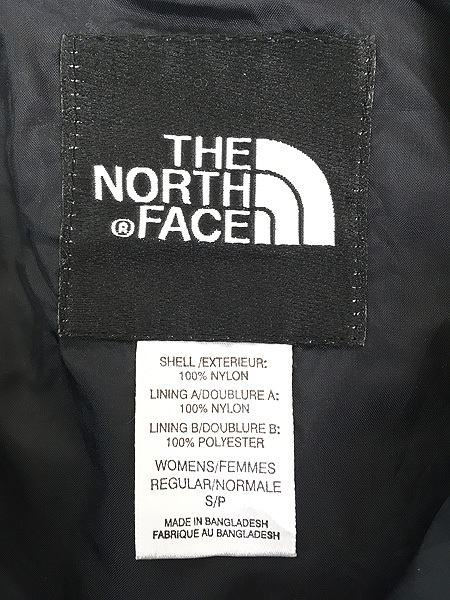 THE
NORTH
® FACE
SHELL /EXTERIEUR:
100% NYLON
LINING A/DOUBLURE A:
100% NYLON
LINING B/DOUBLURE B:
100% POLYESTER
WOMENS/FEMMES
REGULAR/NORMALE
S/P
MADE IN BANGLADESH
FABRIQUE AU BANGLADESH